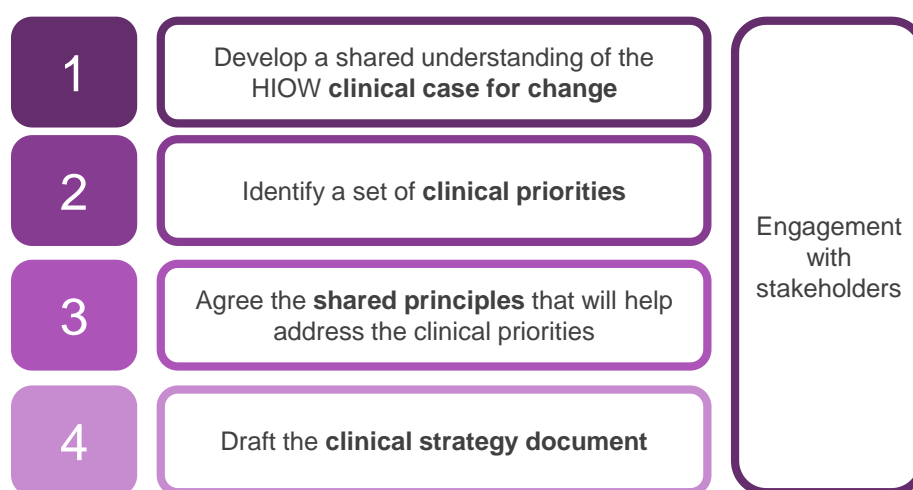 1
Develop a shared understanding of the
HIOW clinical case for change
2
Identify a set of clinical priorities
3
Agree the shared principles that will help
address the clinical priorities
4
Draft the clinical strategy document
Engagement
with
stakeholders